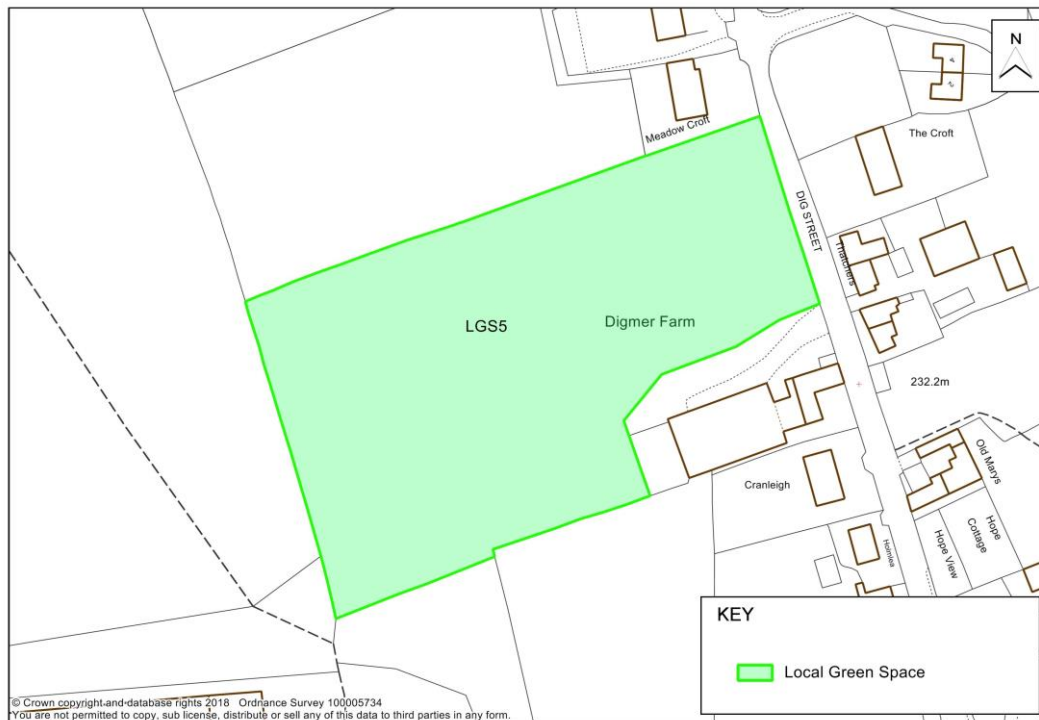 N
Meadow Croft
The Croft
DIG STREET
Thatchers
LGS5
Digmer Farm
232.2m
Cranleigh
Old Marys
Holmlea
Hope View
Hope
Cottage
KEY
Local Green Space
© Crown copyright and database rights 2018 Ordnance Survey 100005734
*You are not permitted to copy, sub license, distribute or sell any of this data to third parties in any form.